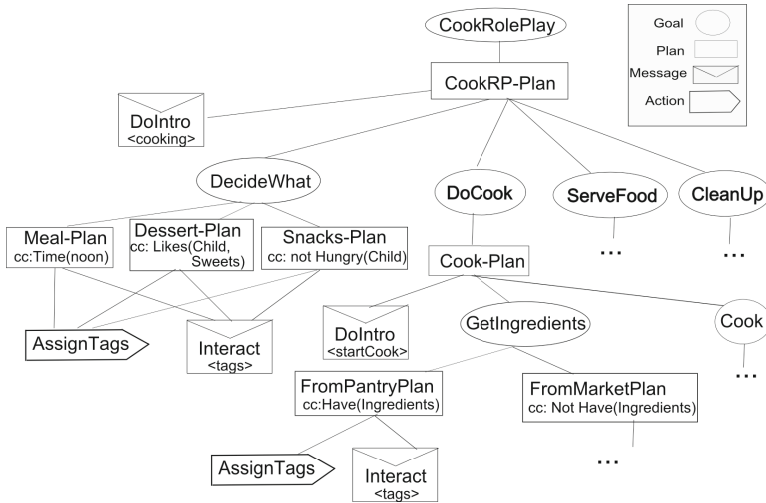 CookRolePlay
Goal
Plan
Message
Action
CookRP-Plan
DoIntro
<cooking>
DecideWhat
DoCook
ServeFood
CleanUp
...
...
Meal-Plan
cc:Time(noon)
Dessert-Plan
cc: Likes(Child,
Sweets)
Snacks-Plan
cc: not Hungry(Child)
Cook-Plan
AssignTags
Interact
<tags>
DoIntro
<startCook>
GetIngredients
Cook
...
FromPantryPlan
cc:Have(Ingredients)
FromMarketPlan
cc: Not Have(Ingredients)
...
AssignTags
Interact
<tags>